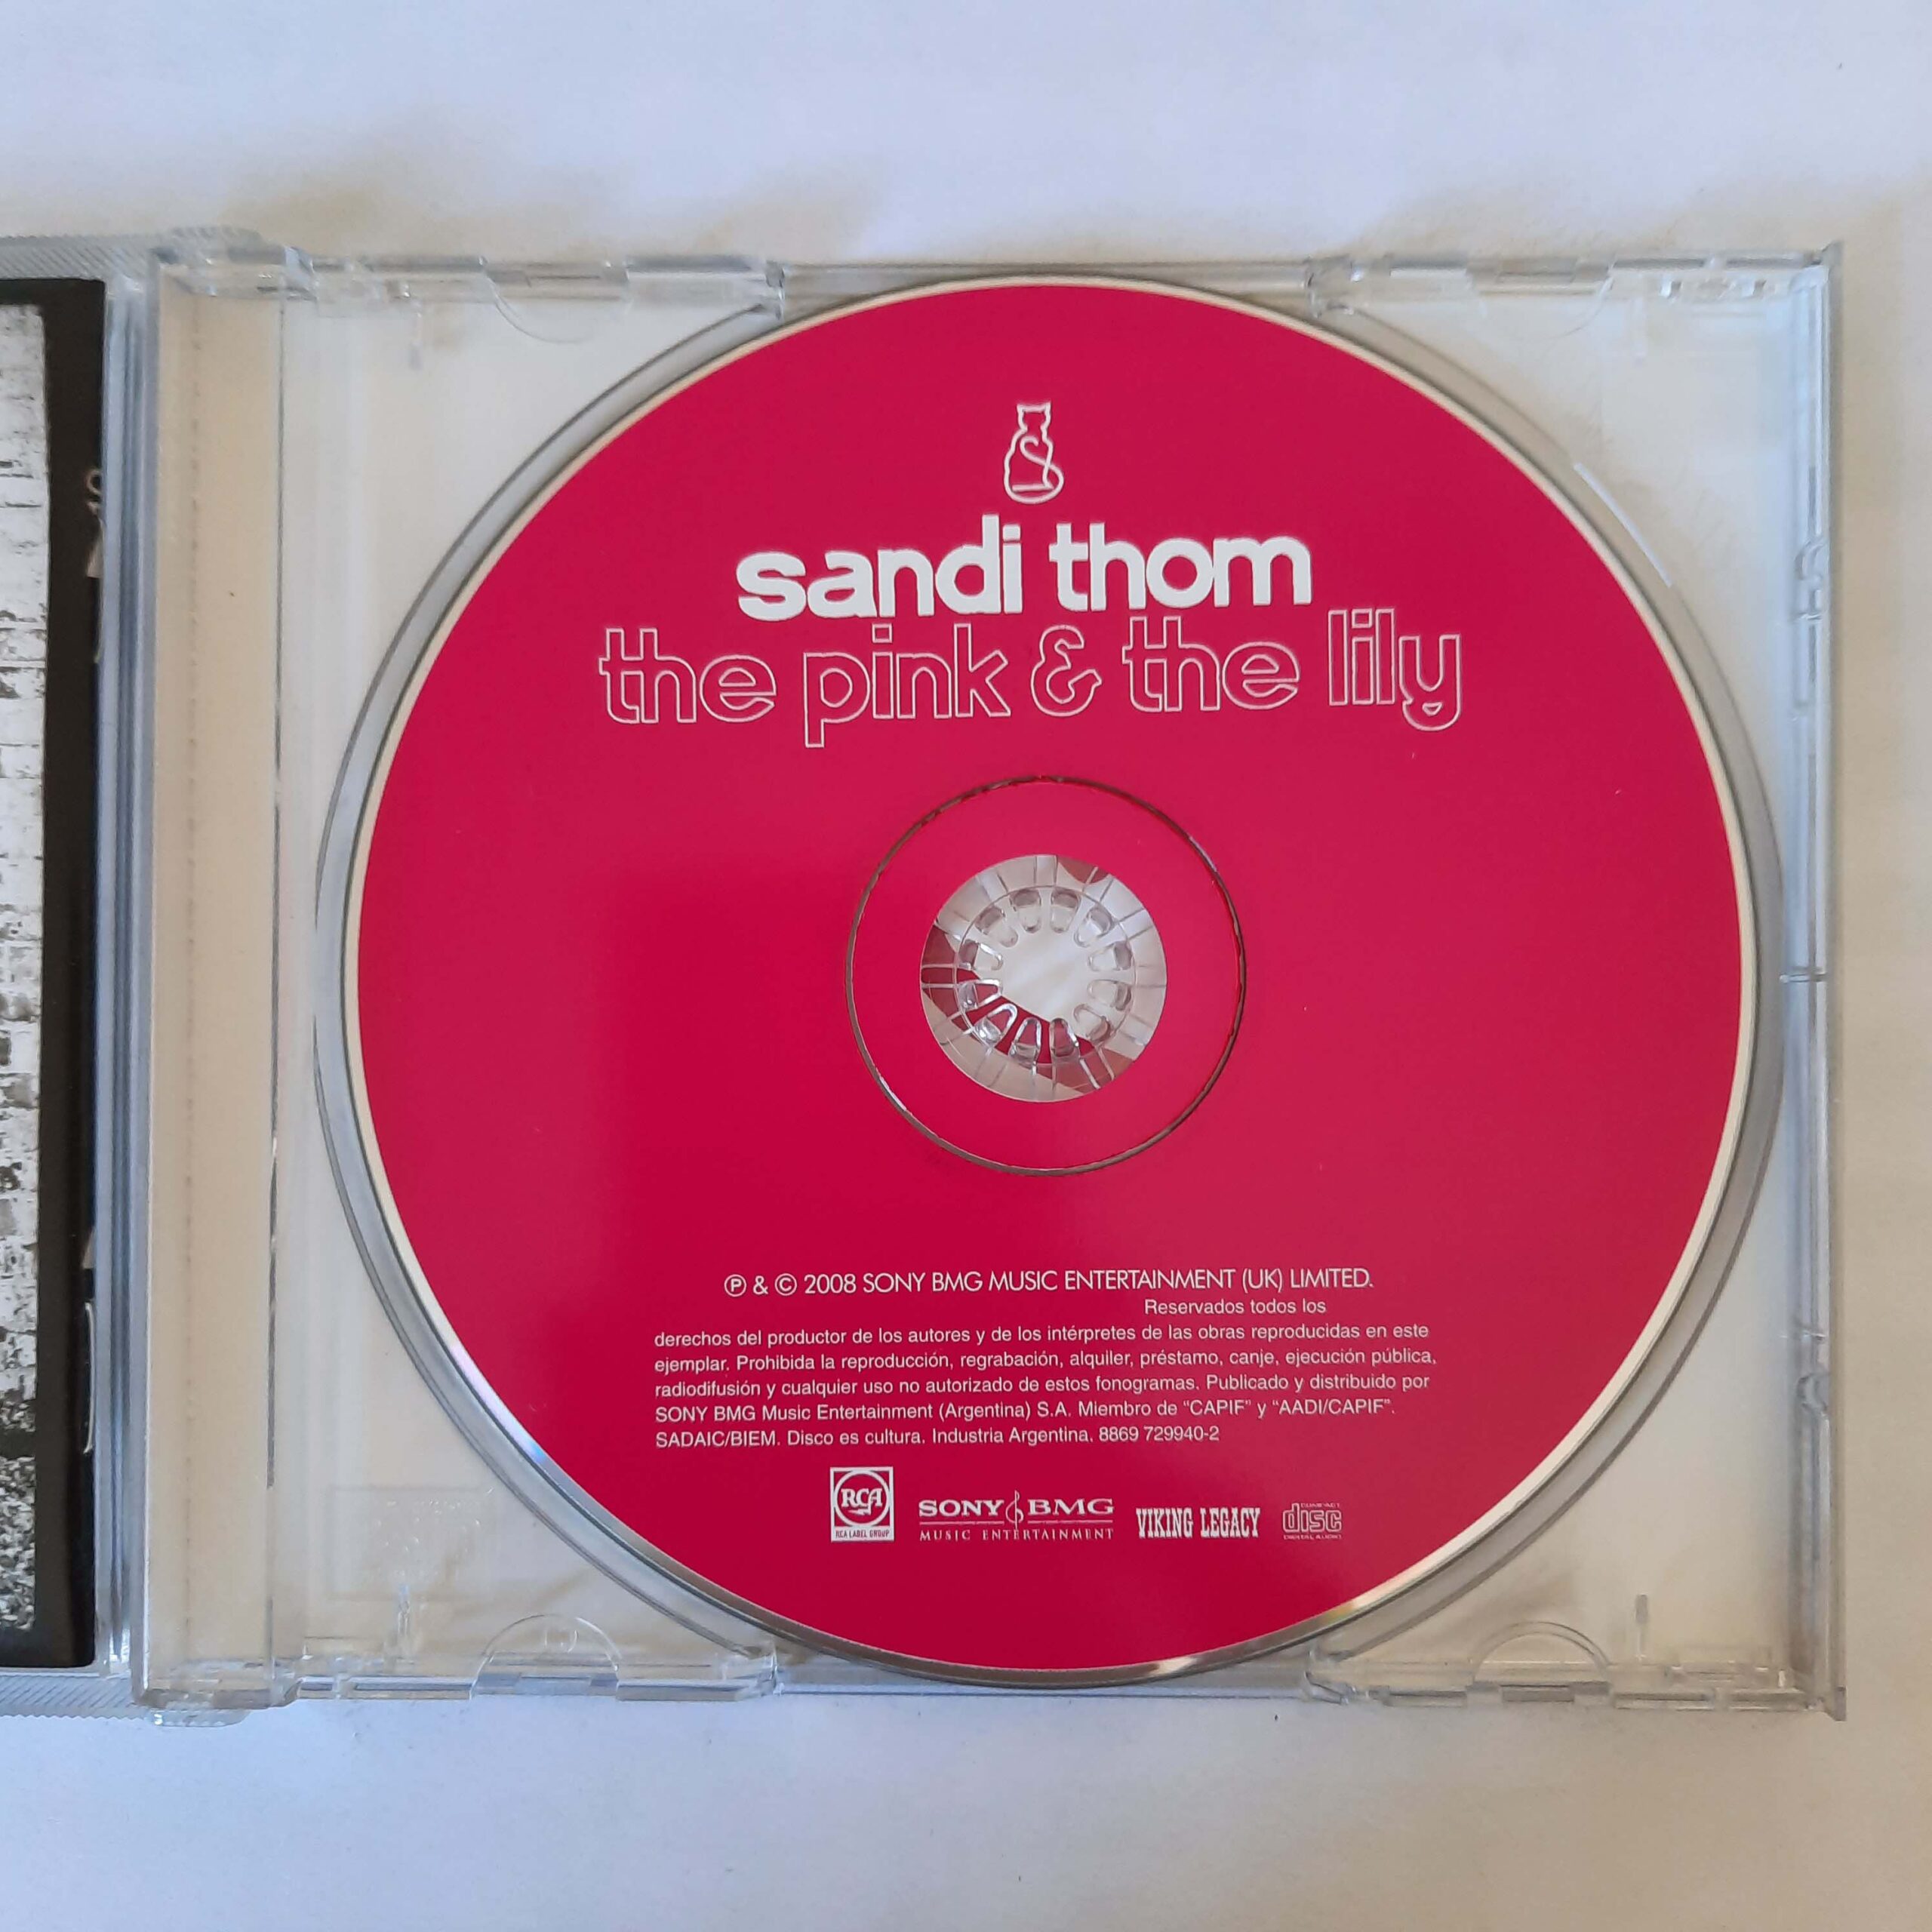 sandi thom
the pink & the lily
℗ & © 2008 SONY BMG MUSIC ENTERTAINMENT (UK) LIMITED.
Reservados todos los
derechos del productor de los autores y de los intérpretes de las obras reproducidas en este
ejemplar. Prohibida la reproducción, regrabación, alquiler, préstamo, canje, ejecución pública,
radiodifusión y cualquier uso no autorizado de estos fonogramas. Publicado y distribuido por
SONY BMG Music Entertainment (Argentina) S.A. Miembro de “CAPIF” y “AADI/CAPIF”.
SADAIC/BIEM. Disco es cultura. Industria Argentina. 8869 729940-2
RCA
RCA LABEL GROUP
SONY BMG
MUSIC ENTERTAINMENT
VIKING LEGACY
COMPACT
disc
DIGITAL AUDIO